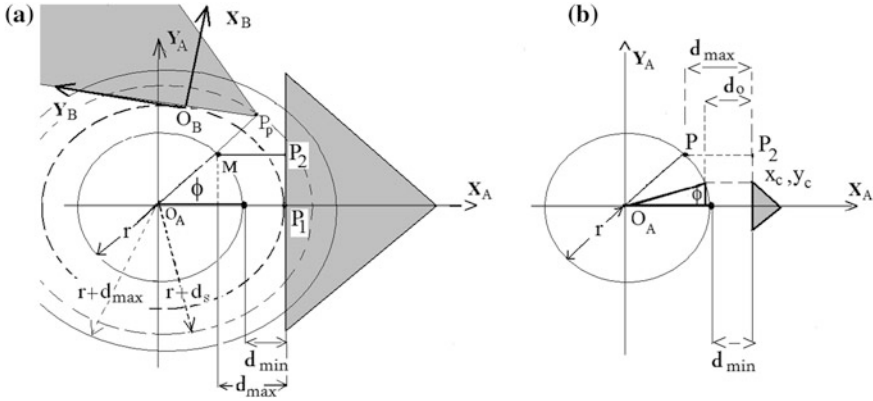 (a)
X_B
Y_A
Y_B
O_B
P_p
M
P_2
ϕ
X_A
O_A
P_1
r
r+d_max
r+d_s
d_min
d_max
(b)
Y_A
d_max
d_o
P
P_2
x_c ,y_c
X_A
ϕ
O_A
r
d_min